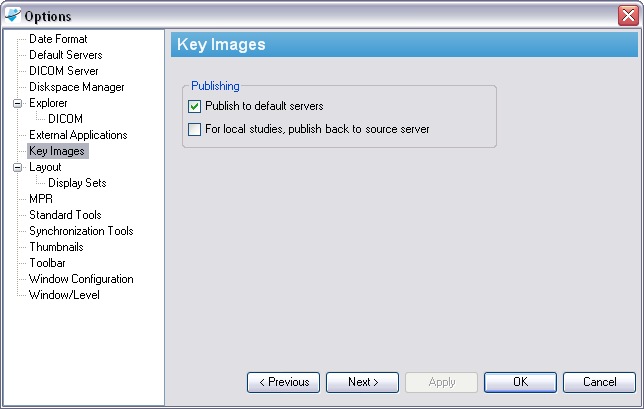 Options
Date Format
Default Servers
DICOM Server
Diskspace Manager
Explorer
DICOM
External Applications
Key Images
Layout
Display Sets
MPR
Standard Tools
Synchronization Tools
Thumbnails
Toolbar
Window Configuration
Window/Level
Key Images
Publishing
Publish to default servers
For local studies, publish back to source server
< Previous
Next >
Apply
OK
Cancel